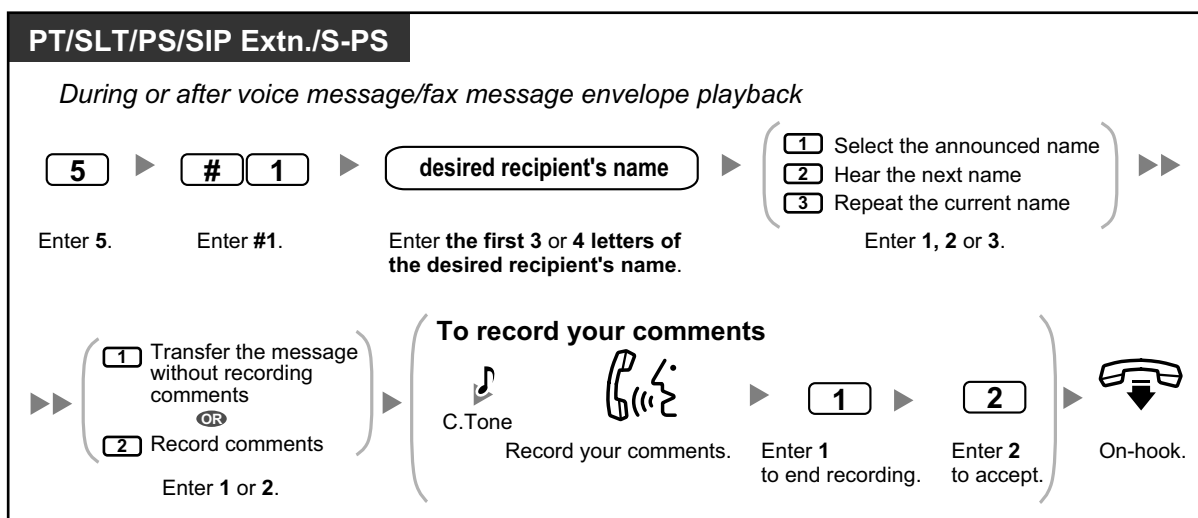 PT/SLT/PS/SIP Extn./S-PS
During or after voice message/fax message envelope playback
5
# 1
desired recipient's name
1 Select the announced name
2 Hear the next name
3 Repeat the current name
Enter 5.
Enter #1.
Enter the first 3 or 4 letters of
the desired recipient's name.
Enter 1, 2 or 3.
1 Transfer the message
without recording
comments
OR
2 Record comments
Enter 1 or 2.
To record your comments
C.Tone
Record your comments.
1
Enter 1
to end recording.
2
Enter 2
to accept.
On-hook.